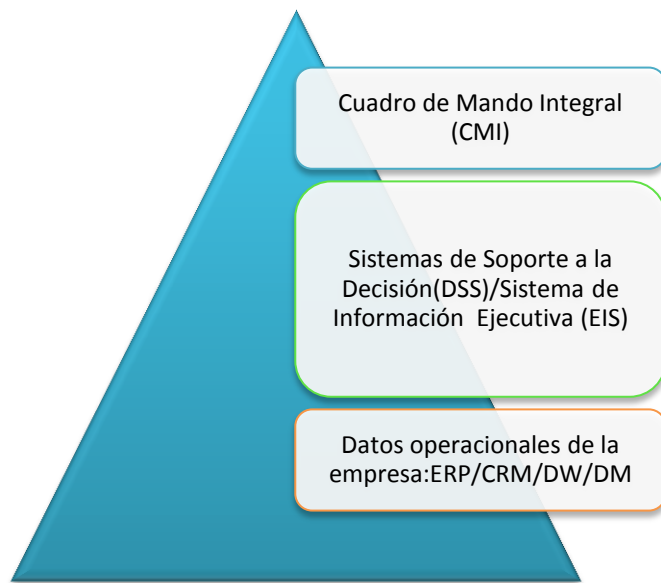 Cuadro de Mando Integral
(CMI)
Sistemas de Soporte a la
Decisión(DSS)/Sistema de
Información Ejecutiva (EIS)
Datos operacionales de la
empresa:ERP/CRM/DW/DM